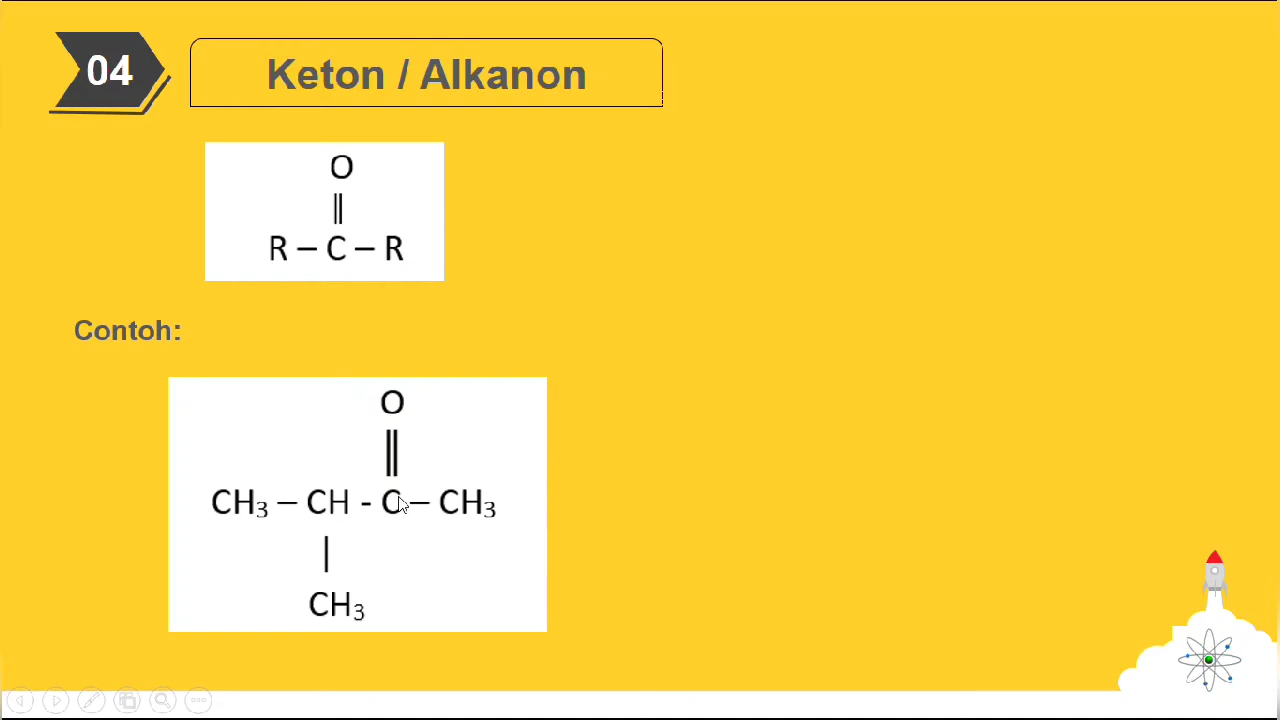 04
Keton / Alkanon
O
||
R – C – R
Contoh:
O
||
CH₃ – CH - C – CH₃
|
CH₃